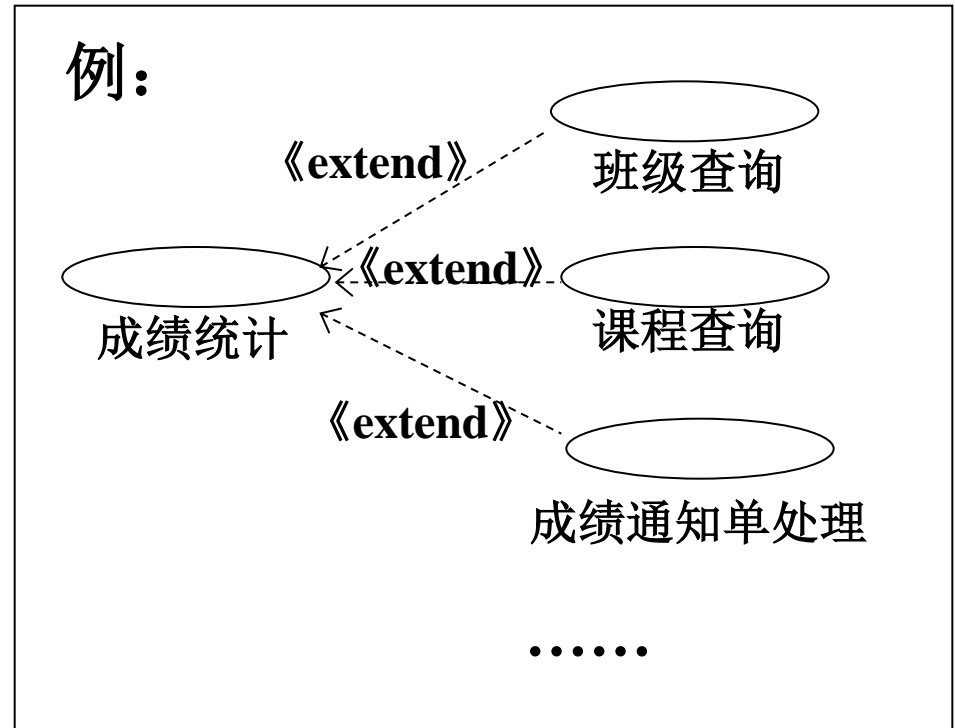 例：
《extend》
班级查询
《extend》
成绩统计
课程查询
《extend》
成绩通知单处理
……